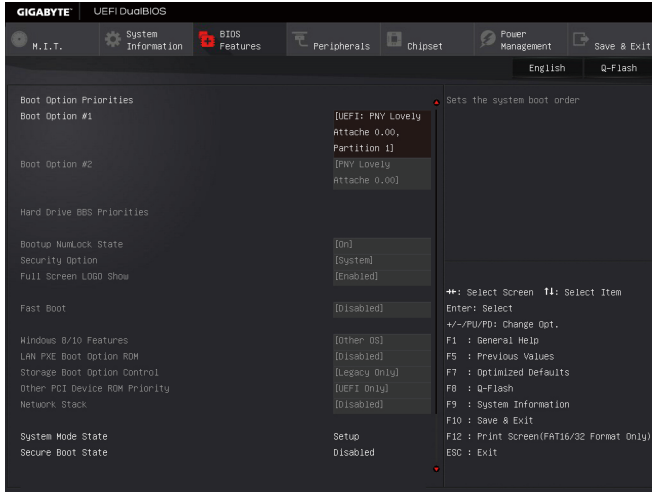 GIGABYTE™ UEFI DualBIOS
M.I.T.
System Information
BIOS Features
Peripherals
Chipset
Power Management
Save & Exit
English Q-Flash
Boot Option Priorities
Boot Option #1 [UEFI: PNY Lovely
Attache 0.00,
Partition 1]
Boot Option #2 [PNY Lovely
Attache 0.00]
Hard Drive BBS Priorities
Bootup NumLock State [On]
Security Option [System]
Full Screen LOGO Show [Enabled]
Fast Boot [Disabled]
Windows 8/10 Features [Other OS]
LAN PXE Boot Option ROM [Disabled]
Storage Boot Option Control [Legacy Only]
Other PCI Device ROM Priority [UEFI Only]
Network Stack [Disabled]
System Mode State Setup
Secure Boot State Disabled
Sets the system boot order
→←: Select Screen ↑↓: Select Item
Enter: Select
+/-/PU/PD: Change Opt.
F1 : General Help
F5 : Previous Values
F7 : Optimized Defaults
F8 : Q-Flash
F9 : System Information
F10 : Save & Exit
F12 : Print Screen(FAT16/32 Format Only)
ESC : Exit